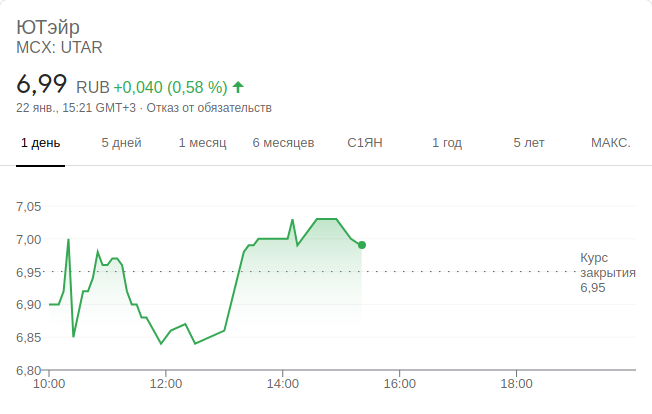 ЮТэйр
MCX: UTAR
6,99 RUB +0,040 (0,58 %)
22 янв., 15:21 GMT+3 · Отказ от обязательств
1 день 5 дней 1 месяц 6 месяцев С1ЯН 1 год 5 лет МАКС.
7,05
7,00
6,95
6,90
6,85
6,80
Курс
закрытия
6,95
10:00 12:00 14:00 16:00 18:00